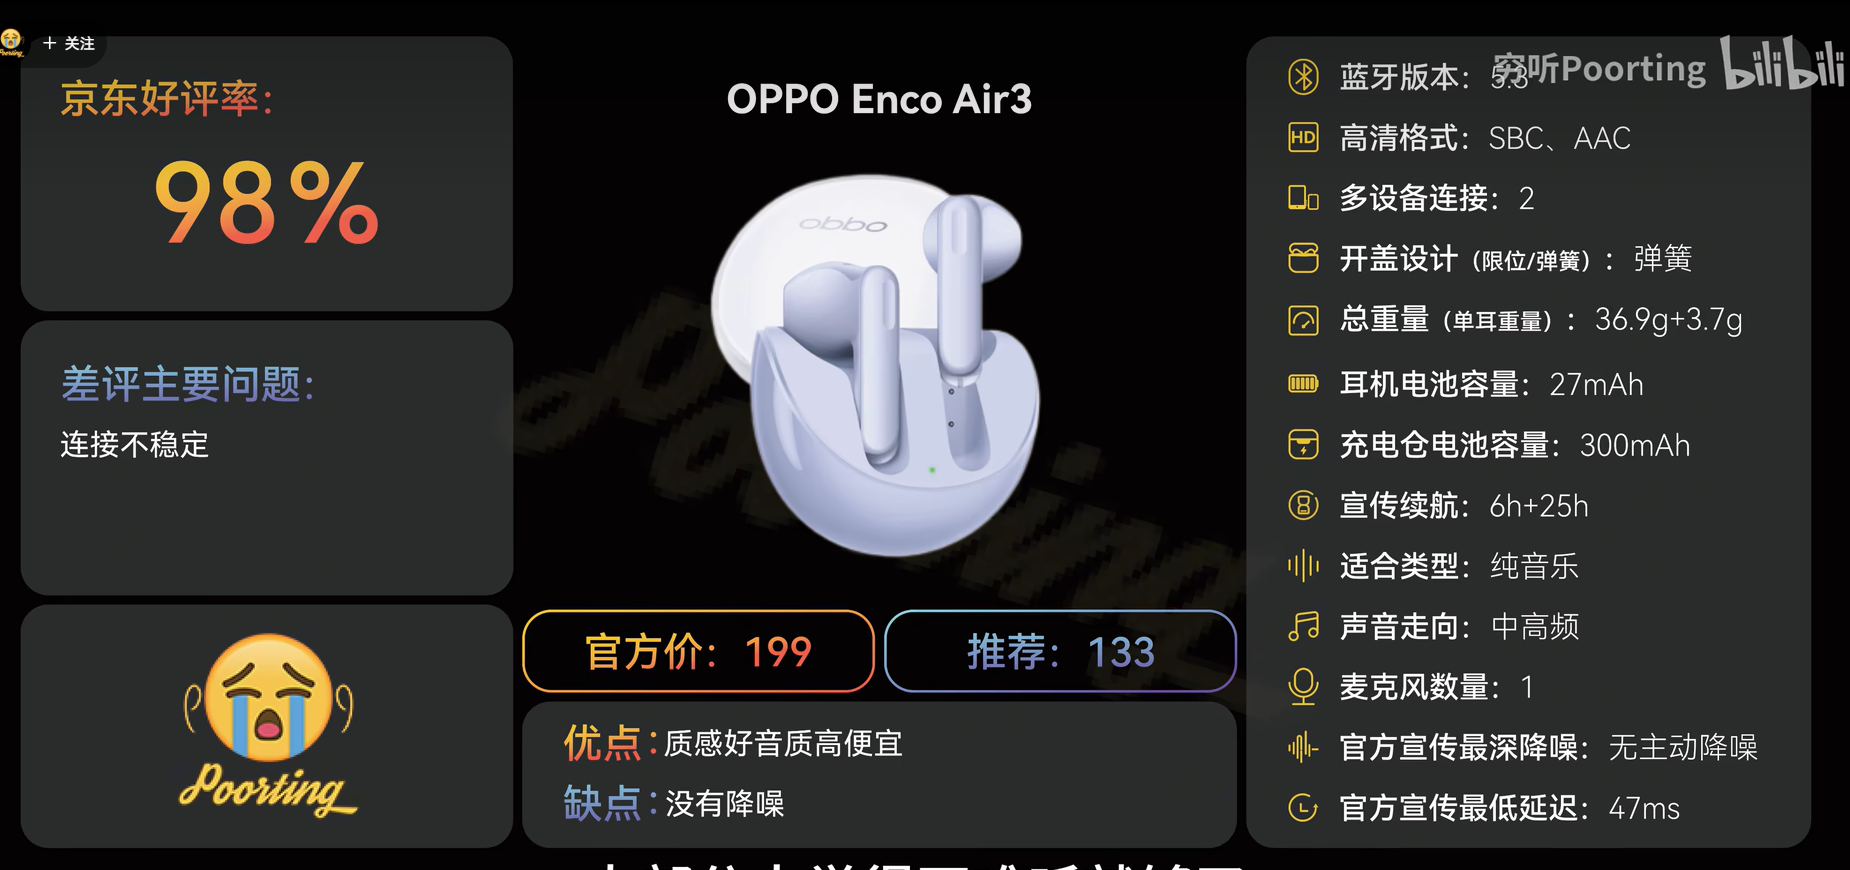 + 关注
京东好评率：
98%
差评主要问题：
连接不稳定
Poorting
OPPO Enco Air3
oppo
官方价：199
推荐：133
优点：质感好音质高便宜
缺点：没有降噪
穷听Poorting bilibili
蓝牙版本：5.3
HD 高清格式：SBC、AAC
多设备连接：2
开盖设计（限位/弹簧）：弹簧
总重量（单耳重量）：36.9g+3.7g
耳机电池容量：27mAh
充电仓电池容量：300mAh
宣传续航：6h+25h
适合类型：纯音乐
声音走向：中高频
麦克风数量：1
官方宣传最深降噪：无主动降噪
官方宣传最低延迟：47ms